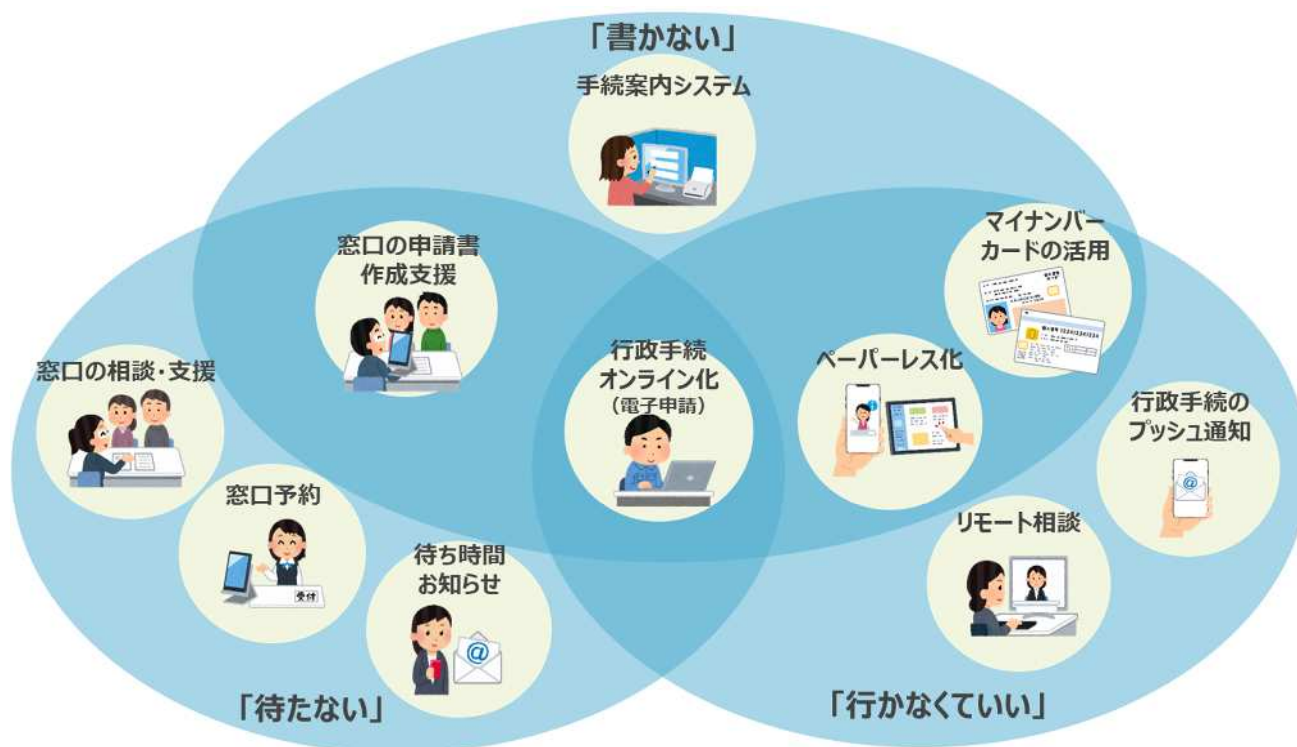 「書かない」
手続案内システム
窓口の申請書
作成支援
マイナンバー
カードの活用
窓口の相談・支援
行政手続
オンライン化
（電子申請）
ペーパーレス化
行政手続の
プッシュ通知
窓口予約
受付
待ち時間
お知らせ
リモート相談
「待たない」
「行かなくていい」